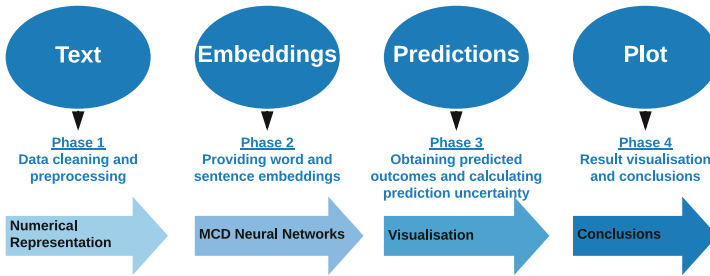 Text
Embeddings
Predictions
Plot
Phase 1
Data cleaning and
preprocessing
Phase 2
Providing word and
sentence embeddings
Phase 3
Obtaining predicted
outcomes and calculating
prediction uncertainty
Phase 4
Result visualisation
and conclusions
Numerical
Representation
MCD Neural Networks
Visualisation
Conclusions